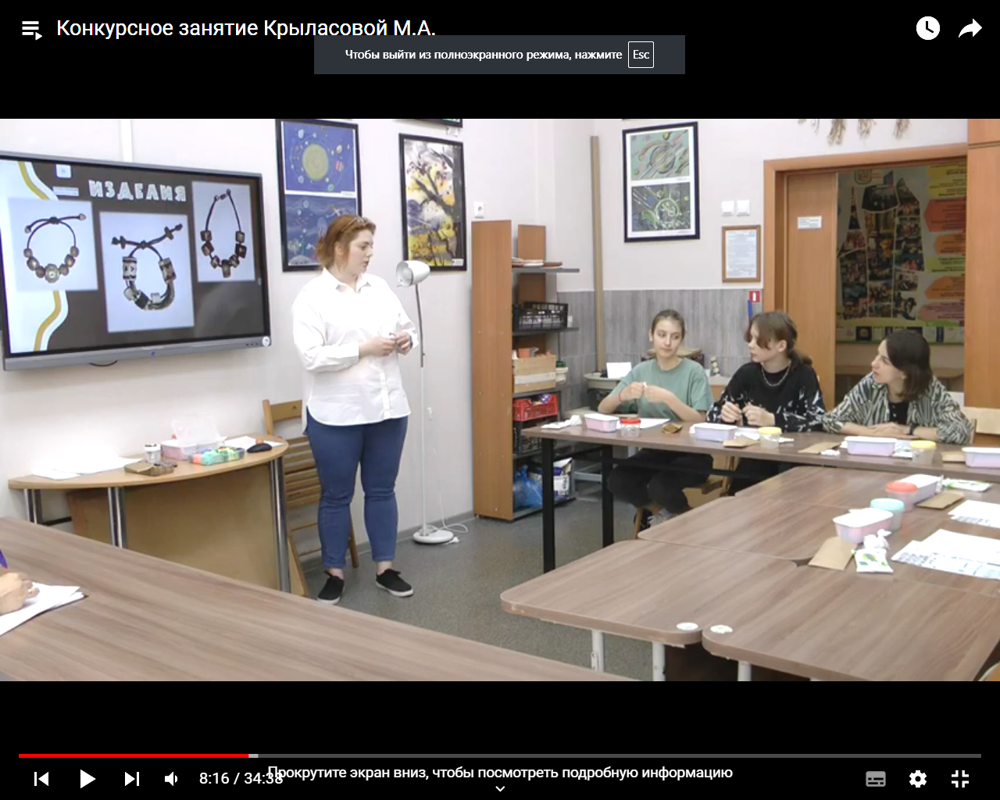 Конкурсное занятие Крыласовой М.А.
Чтобы выйти из полноэкранного режима, нажмите Esc
ИЗДЕЛИЯ
8:16 / 34:38
Прокрутите экран вниз, чтобы посмотреть подробную информацию